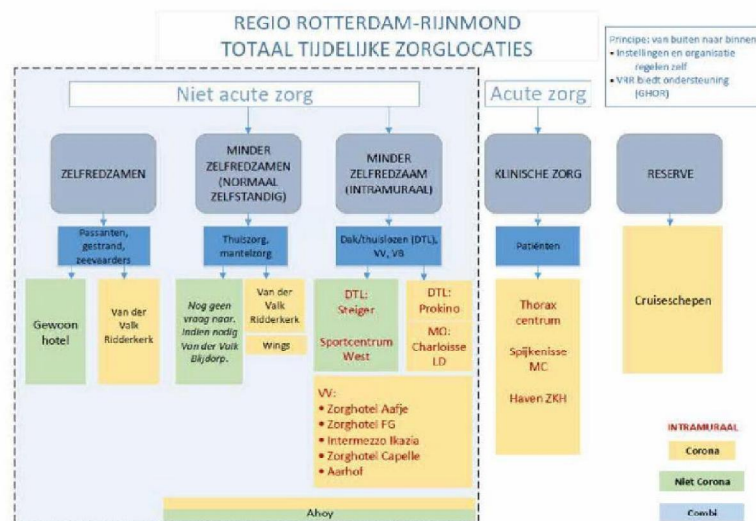 REGIO ROTTERDAM-RIJNMOND
TOTAAL TIJDELIJKE ZORGLOCATIES
Principe: van buiten naar binnen
• Instellingen en organisatie
regelen zelf
• VRR biedt ondersteuning
(GHOR)
Niet acute zorg
Acute zorg
ZELFREDZAMEN
MINDER
ZELFREDZAMEN
(NORMAAL
ZELFSTANDIG)
MINDER
ZELFREDZAAM
(INTRAMURAAL)
KLINISCHE ZORG
RESERVE
Passanten,
gestrand,
zeevaarders
Thuiszorg,
mantelzorg
Dak/thuislozen (DTL),
VV, VB
Patiënten
Gewoon
hotel
Van der
Valk
Ridderkerk
Nog geen
vraag naar.
Indien nodig
Van der Valk
Blijdorp.
Van der
Valk
Ridderkerk
Wings
DTL:
Steiger
Sportcentrum
West
DTL:
Prokino
MO:
Charloisse
LD
VV:
• Zorghotel Aafje
• Zorghotel FG
• Intermezzo Ikazia
• Zorghotel Capelle
• Aarhof
Thorax
centrum
Spijkenisse
MC
Haven ZKH
Cruiseschepen
Ahoy
INTRAMURAAL
Corona
Niet Corona
Combi